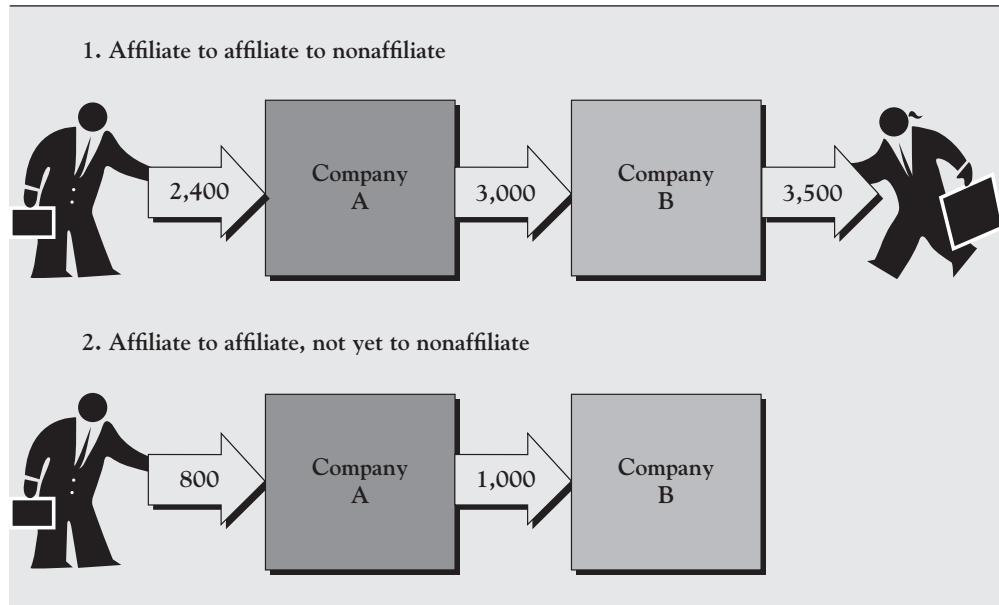 1. Affiliate to affiliate to nonaffiliate
2,400
Company
A
3,000
Company
B
3,500
2. Affiliate to affiliate, not yet to nonaffiliate
800
Company
A
1,000
Company
B